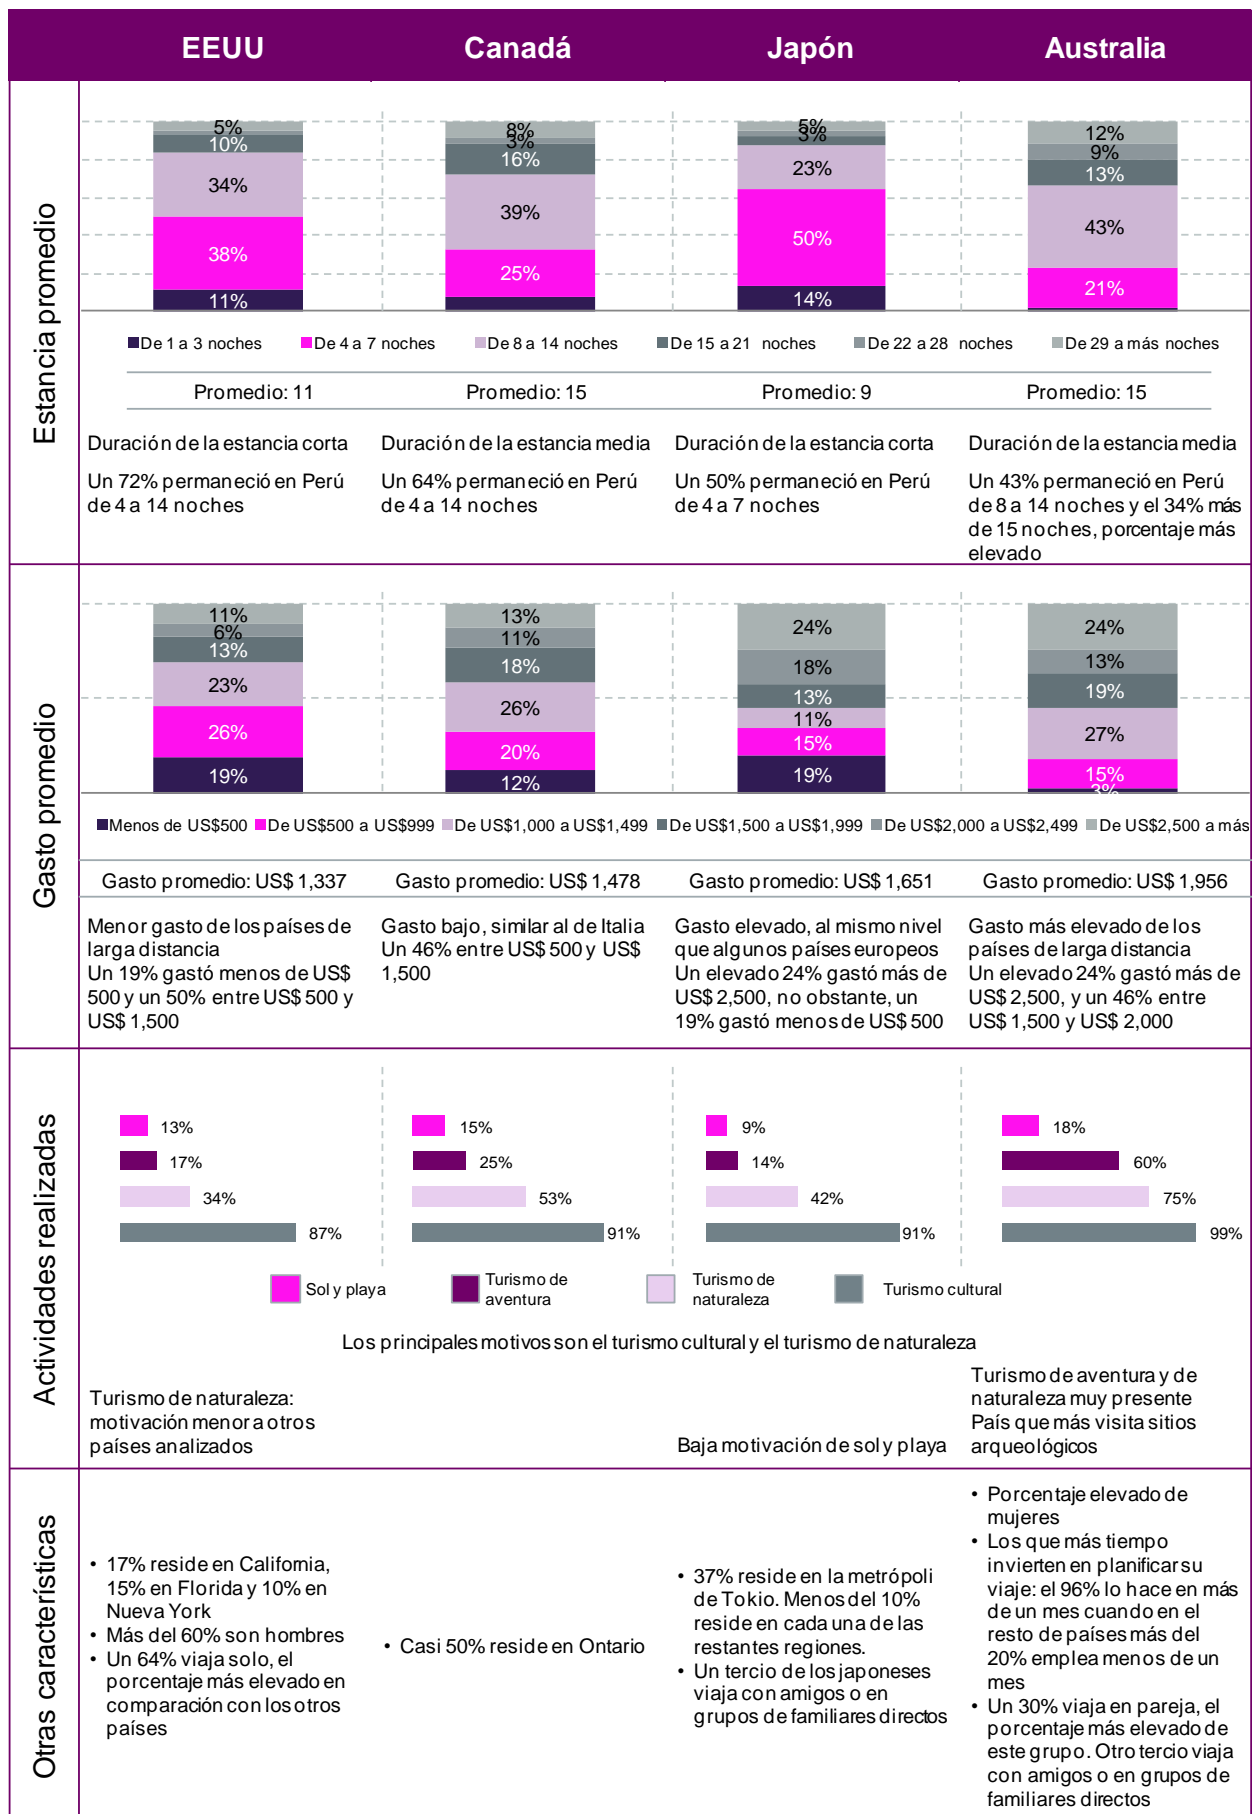 EEUU Canadá Japón Australia
Estancia promedio
5% 10% 34% 38% 11%
8% 3% 16% 39% 25%
5% 3% 23% 50% 14%
12% 9% 13% 43% 21%
De 1 a 3 noches De 4 a 7 noches De 8 a 14 noches De 15 a 21 noches De 22 a 28 noches De 29 a más noches
Promedio: 11 Promedio: 15 Promedio: 9 Promedio: 15
Duración de la estancia corta
Un 72% permaneció en Perú
de 4 a 14 noches
Duración de la estancia media
Un 64% permaneció en Perú
de 4 a 14 noches
Duración de la estancia corta
Un 50% permaneció en Perú
de 4 a 7 noches
Duración de la estancia media
Un 43% permaneció en Perú
de 8 a 14 noches y el 34% más
de 15 noches, porcentaje más
elevado
Gasto promedio
11% 6% 13% 23% 26% 19%
13% 11% 18% 26% 20% 12%
24% 18% 13% 11% 15% 19%
24% 13% 19% 27% 15% 3%
Menos de US$500 De US$500 a US$999 De US$1,000 a US$1,499 De US$1,500 a US$1,999 De US$2,000 a US$2,499 De US$2,500 a más
Gasto promedio: US$ 1,337 Gasto promedio: US$ 1,478 Gasto promedio: US$ 1,651 Gasto promedio: US$ 1,956
Menor gasto de los países de
larga distancia
Un 19% gastó menos de US$
500 y un 50% entre US$ 500 y
US$ 1,500
Gasto bajo, similar al de Italia
Un 46% entre US$ 500 y US$
1,500
Gasto elevado, al mismo nivel
que algunos países europeos
Un elevado 24% gastó más de
US$ 2,500, no obstante, un
19% gastó menos de US$ 500
Gasto más elevado de los
países de larga distancia
Un elevado 24% gastó más de
US$ 2,500, y un 46% entre
US$ 1,500 y US$ 2,000
Actividades realizadas
13% 15% 9% 18%
17% 25% 14% 60%
34% 53% 42% 75%
87% 91% 91% 99%
Sol y playa
Turismo de
aventura
Turismo de
naturaleza
Turismo cultural
Los principales motivos son el turismo cultural y el turismo de naturaleza
Turismo de naturaleza:
motivación menor a otros
países analizados
Baja motivación de sol y playa
Turismo de aventura y de
naturaleza muy presente
País que más visita sitios
arqueológicos
Otras características
• 17% reside en California,
15% en Florida y 10% en
Nueva York
• Más del 60% son hombres
• Un 64% viaja solo, el
porcentaje más elevado en
comparación con los otros
países
• Casi 50% reside en Ontario
• 37% reside en la metrópoli
de Tokio. Menos del 10%
reside en cada una de las
restantes regiones.
• Un tercio de los japoneses
viaja con amigos o en
grupos de familiares directos
• Porcentaje elevado de
mujeres
• Los que más tiempo
invierten en planificar su
viaje: el 96% lo hace en más
de un mes cuando en el
resto de países más del
20% emplea menos de un
mes
• Un 30% viaja en pareja, el
porcentaje más elevado de
este grupo. Otro tercio viaja
con amigos o en grupos de
familiares directos